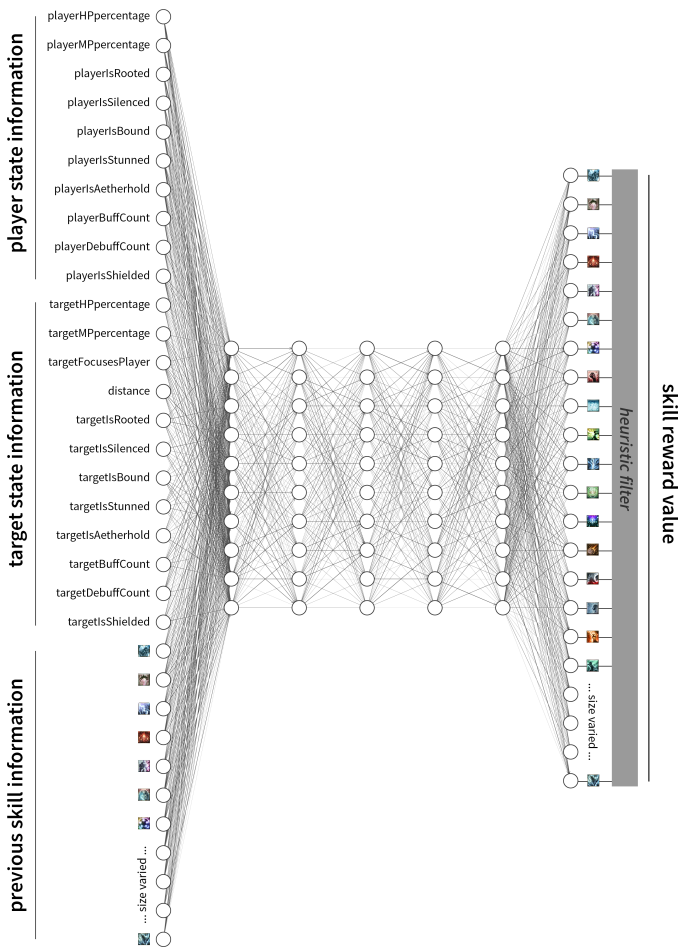 player state information
playerHPpercentage
playerMPpercentage
playerIsRooted
playerIsSilenced
playerIsBound
playerIsStunned
playerIsAetherhold
playerBuffCount
playerDebuffCount
playerIsShielded
target state information
targetHPpercentage
targetMPpercentage
targetFocusesPlayer
distance
targetIsRooted
targetIsSilenced
targetIsBound
targetIsStunned
targetIsAetherhold
targetBuffCount
targetDebuffCount
targetIsShielded
previous skill information
... size varied ...
... size varied ...
heuristic filter
skill reward value